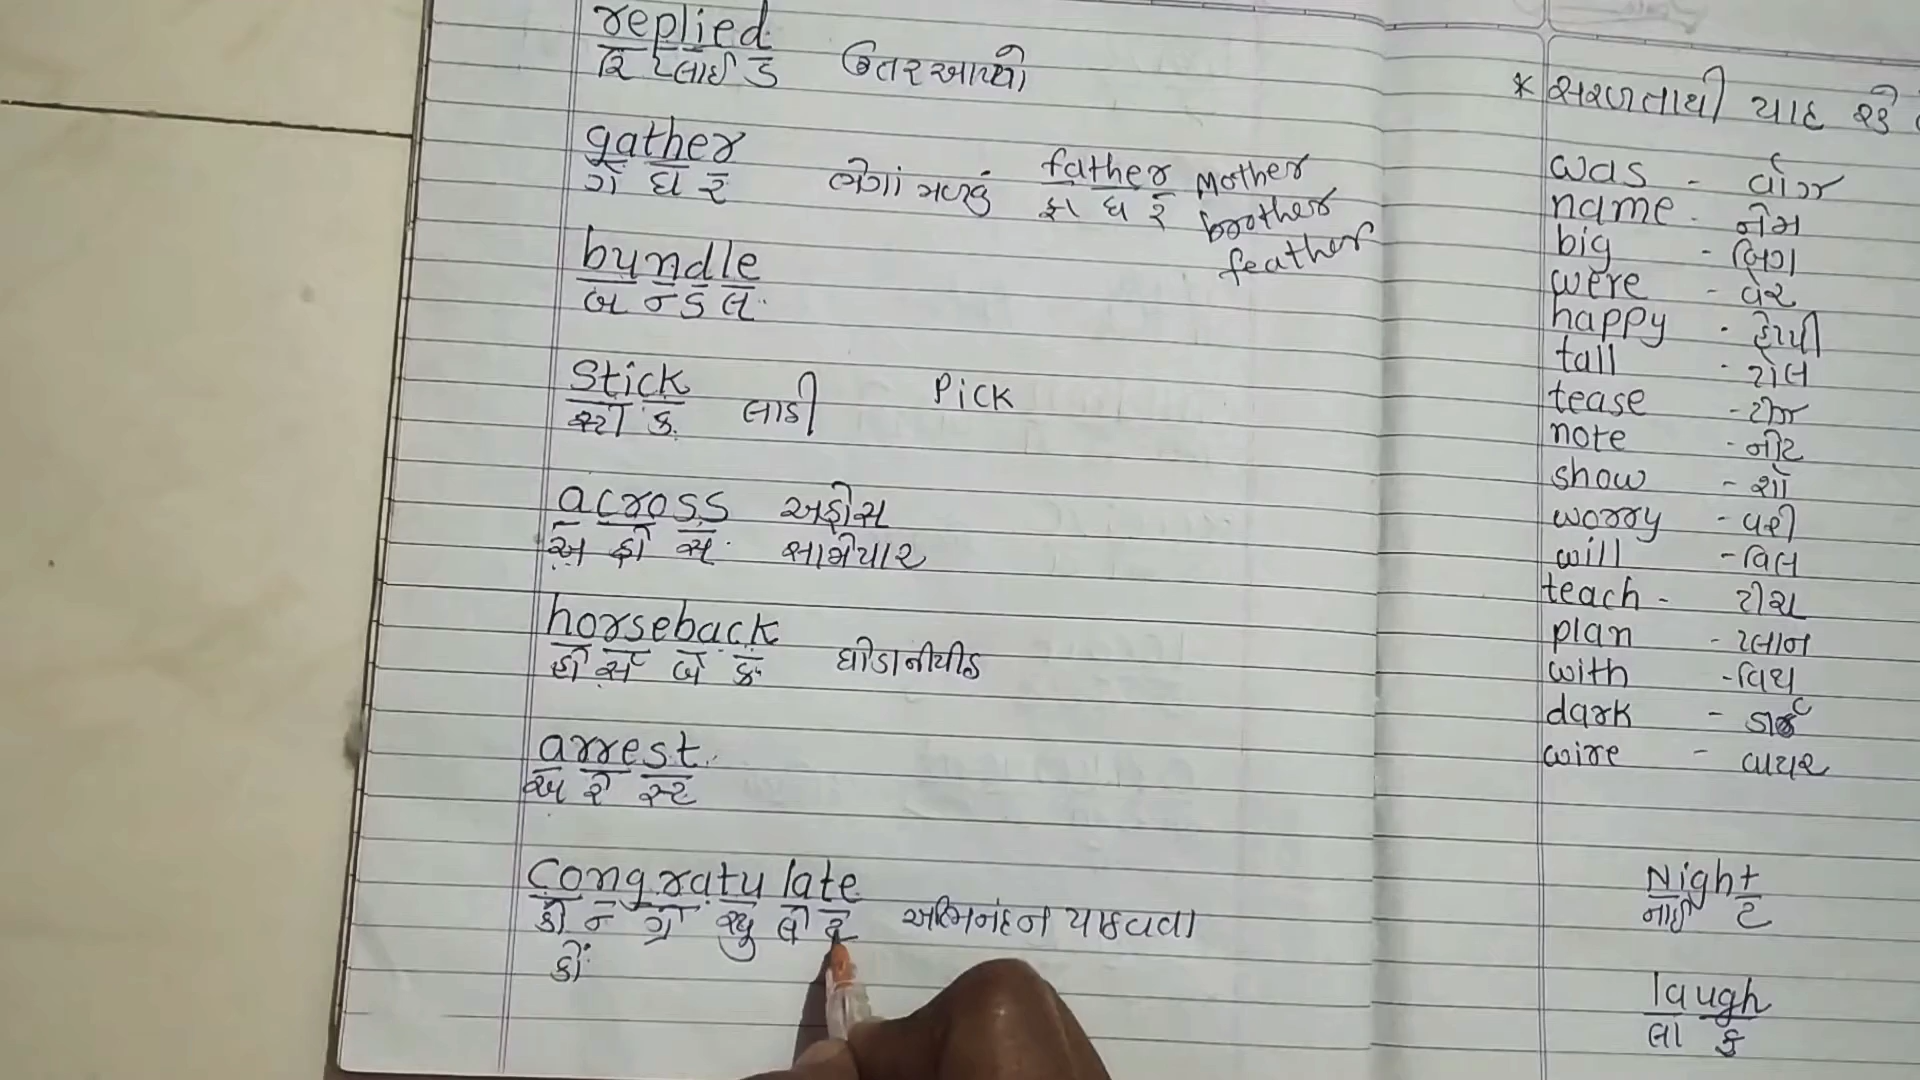 replied
રિ પ્લાઈ ડ ઉત્તર આપ્યો
gather father Mother
ગે ધ ર ભેગાં મળવું ફા ધ ર brother
feather
bundle
બ ન્ ડ લ
Stick Pick
સ્ટી ક લાકડી
across અક્રોસ
અ ક્રો સ સામેપાર
horseback
હો ર્સ બે ક ઘોડાનીપીઠ
arrest
અ રે સ્ટ
Congratulate
કો ન ગ્રે ચ્યુ લે ટ અભિનંદન પાઠવવા
કોં
* સરળતાથી યાદ રહે
was - વોઝ
name - નેમ
big - બિગ
were - વેર
happy - હેપી
tall - ટોલ
tease - ટીઝ
note - નોટ
show - શો
worry - વરી
will - વિલ
teach - ટીચ
plan - પ્લાન
with - વિથ
dark - ડાર્ક
wire - વાયર
Night
નાઈ ટ
laugh
લા ફ